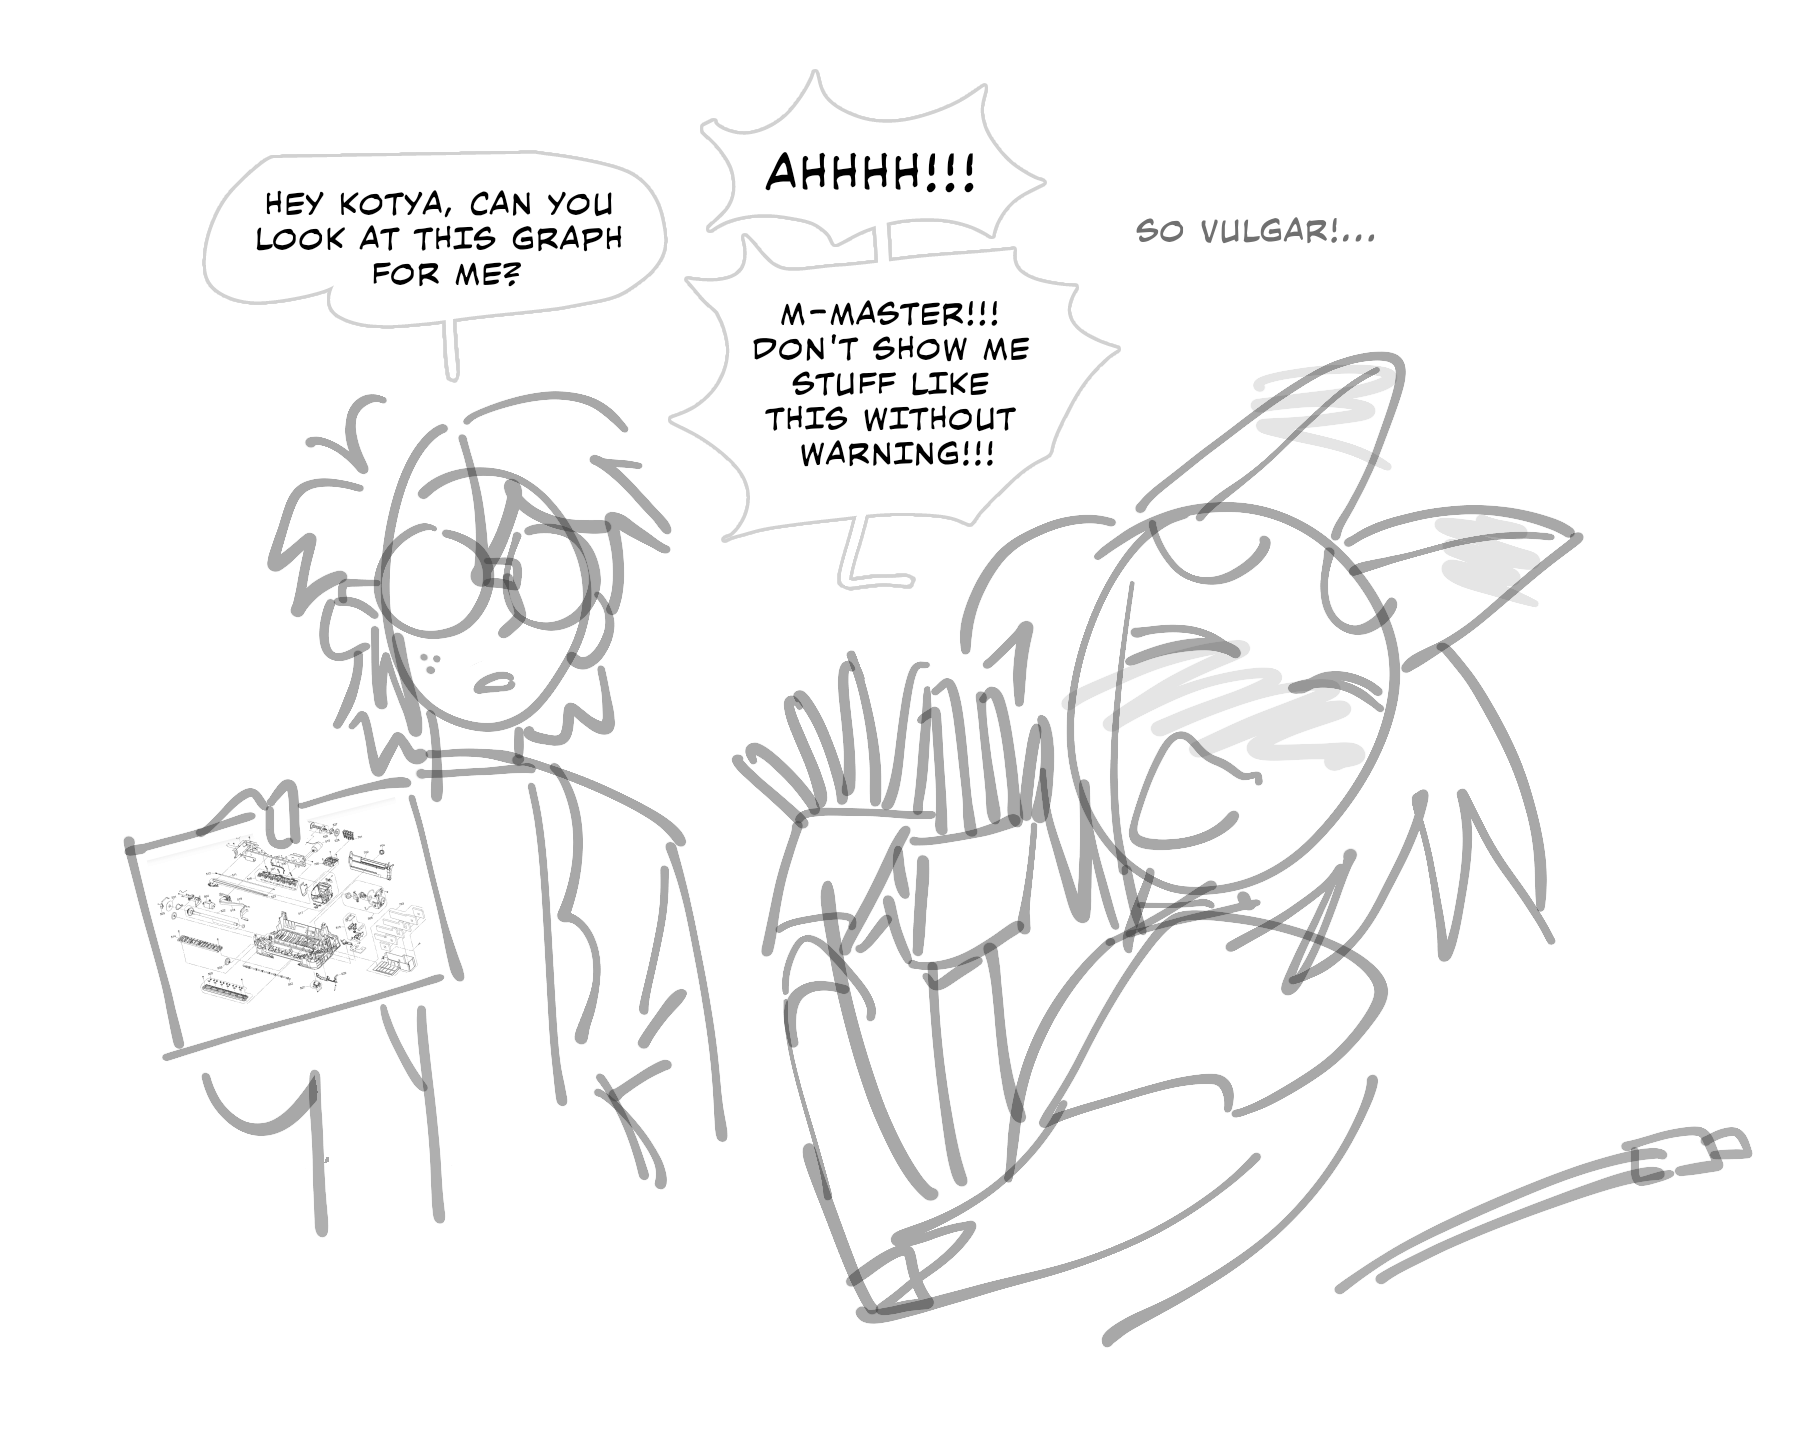 HEY KOTYA, CAN YOU
LOOK AT THIS GRAPH
FOR ME?
AHHHH!!!
M-MASTER!!!
DON'T SHOW ME
STUFF LIKE
THIS WITHOUT
WARNING!!!
SO VULGAR!...